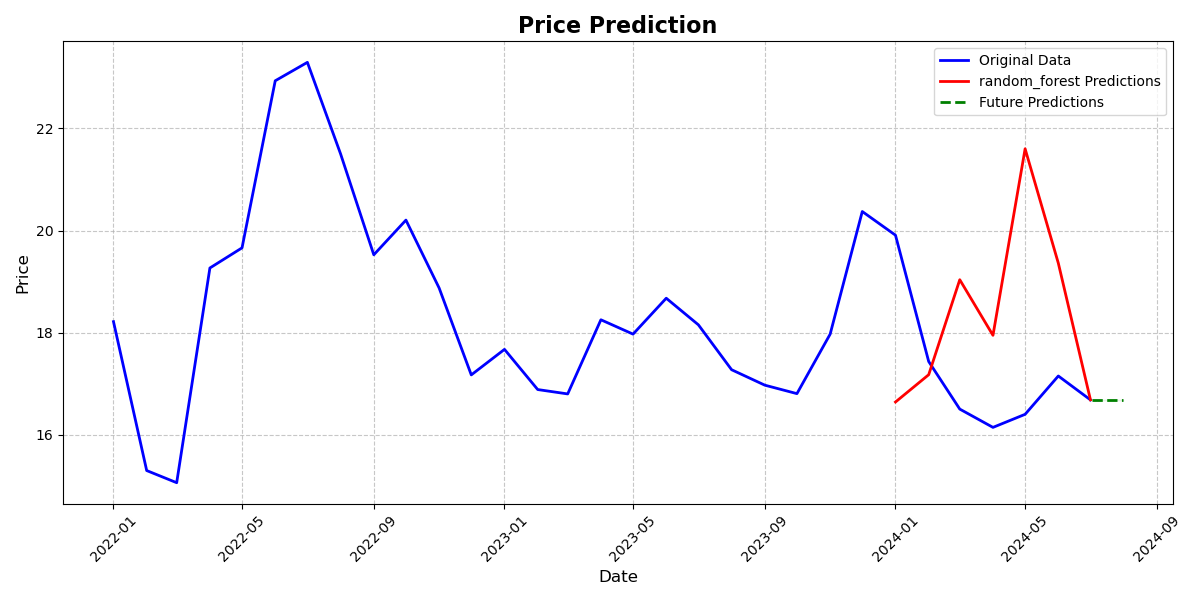 Price Prediction
Original Data
random_forest Predictions
Future Predictions
Price
22
20
18
16
2022-01
2022-05
2022-09
2023-01
2023-05
2023-09
2024-01
2024-05
2024-09
Date